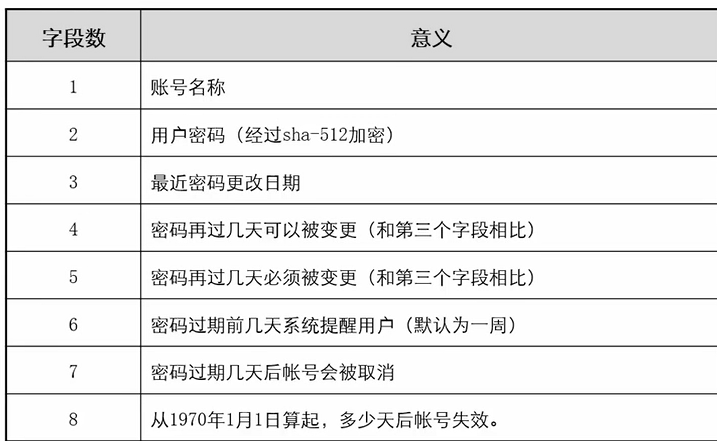 字段数 意义
1 账号名称
2 用户密码（经过sha-512加密）
3 最近密码更改日期
4 密码再过几天可以被变更（和第三个字段相比）
5 密码再过几天必须被变更（和第三个字段相比）
6 密码过期前几天系统提醒用户（默认为一周）
7 密码过期几天后帐号会被取消
8 从1970年1月1日算起，多少天后帐号失效。